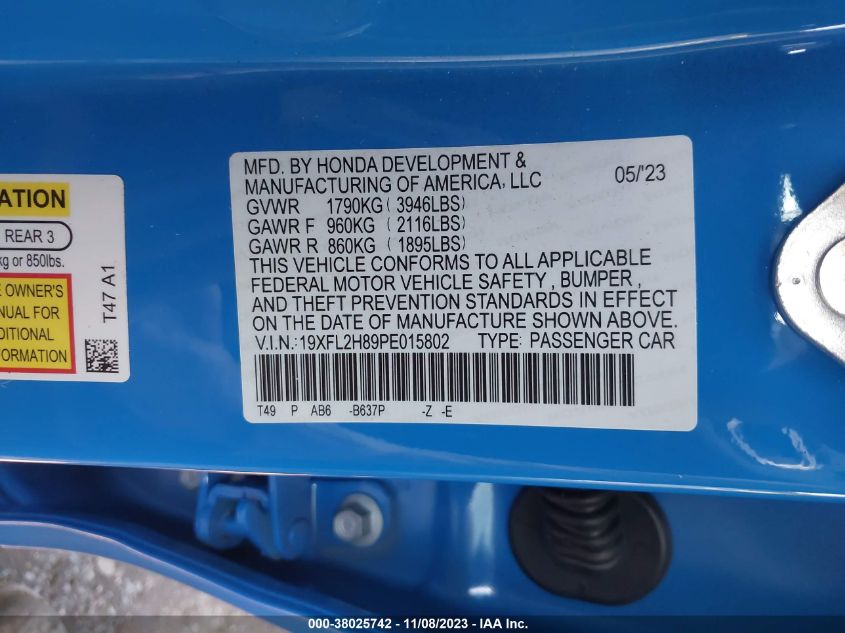 ATION
REAR 3
kg or 850lbs.
E OWNER'S
NUAL FOR
DITIONAL
FORMATION
T47 A1
MFD. BY HONDA DEVELOPMENT &
MANUFACTURING OF AMERICA, LLC 05/'23
GVWR 1790KG (3946LBS)
GAWR F 960KG (2116LBS)
GAWR R 860KG (1895LBS)
THIS VEHICLE CONFORMS TO ALL APPLICABLE
FEDERAL MOTOR VEHICLE SAFETY, BUMPER,
AND THEFT PREVENTION STANDARDS IN EFFECT
ON THE DATE OF MANUFACTURE SHOWN ABOVE.
V.I.N.:19XFL2H89PE015802 TYPE: PASSENGER CAR
T49 P AB6 -B637P -Z -E
000-38025742 - 11/08/2023 - IAA Inc.